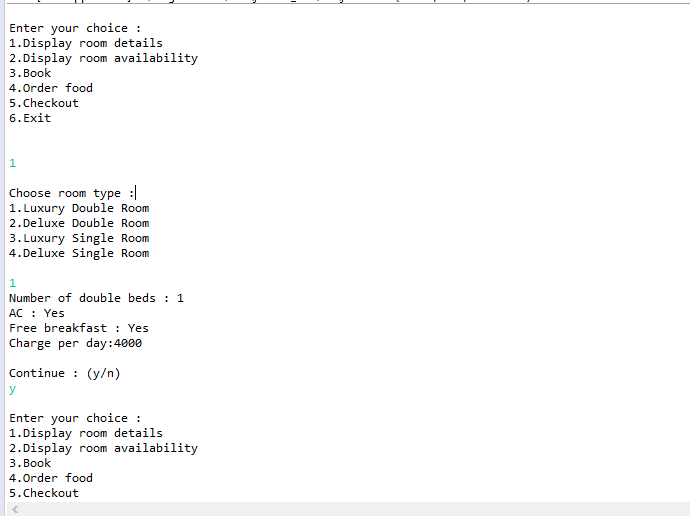 Enter your choice :
1.Display room details
2.Display room availability
3.Book
4.Order food
5.Checkout
6.Exit
1
Choose room type :
1.Luxury Double Room
2.Deluxe Double Room
3.Luxury Single Room
4.Deluxe Single Room
1
Number of double beds : 1
AC : Yes
Free breakfast : Yes
Charge per day:4000
Continue : (y/n)
y
Enter your choice :
1.Display room details
2.Display room availability
3.Book
4.Order food
5.Checkout